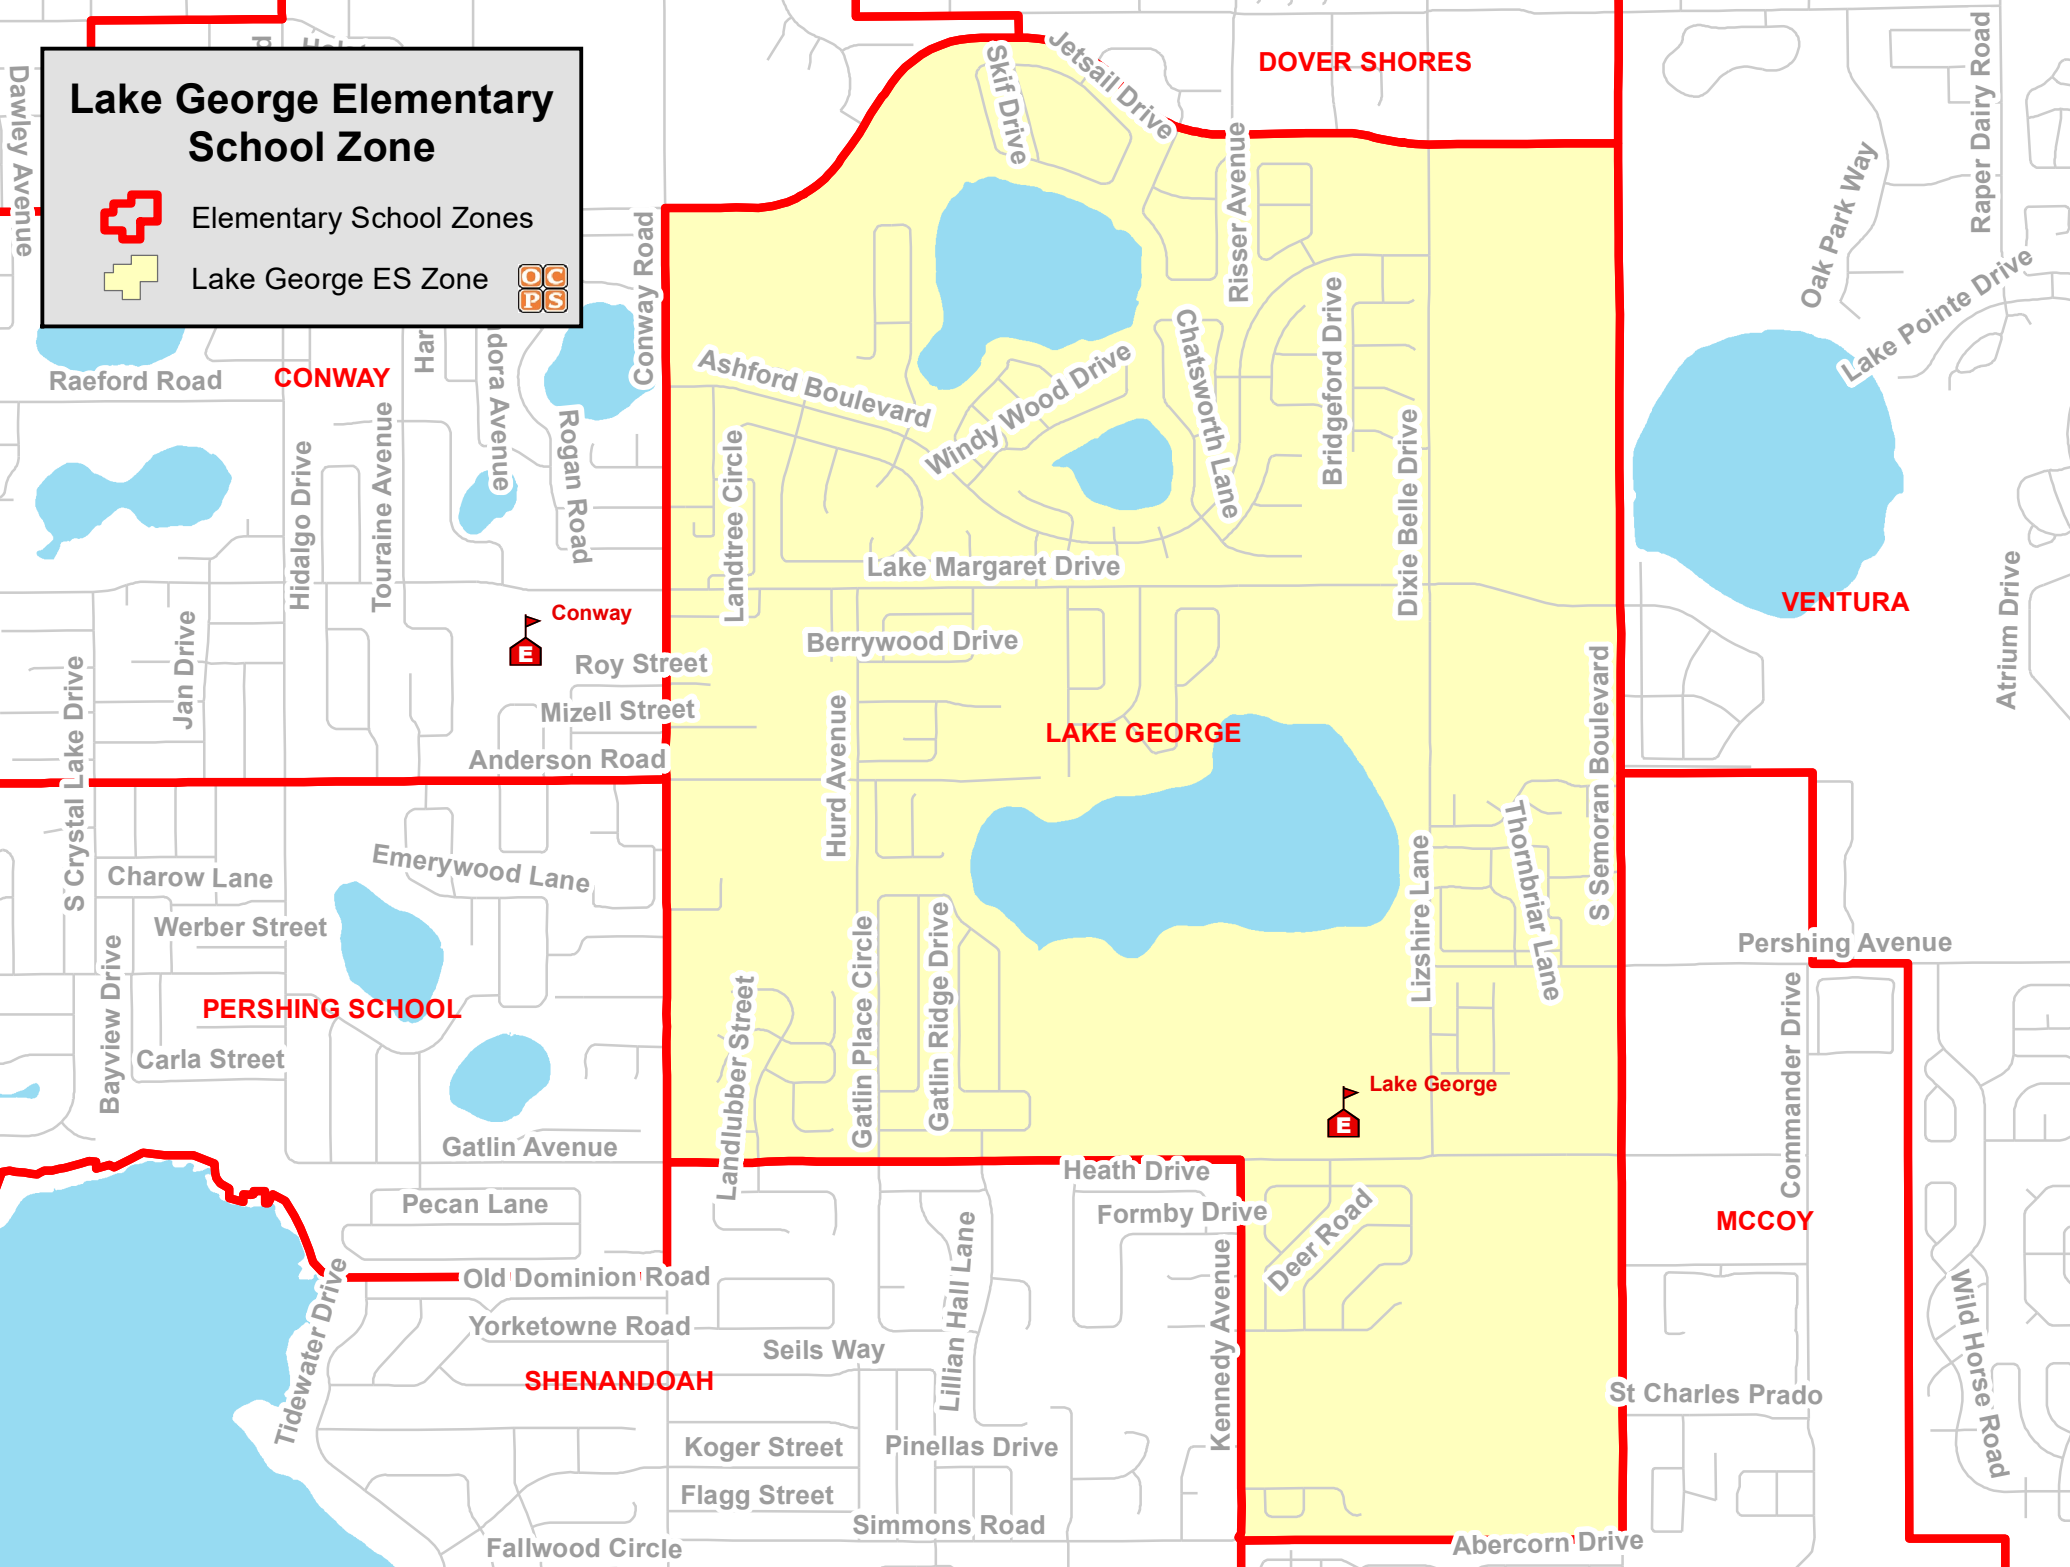 Lake George Elementary
School Zone
Elementary School Zones
Lake George ES Zone
O C
P S
DOVER SHORES
Skif Drive
Jetsail Drive
Risser Avenue
Raper Dairy Road
Oak Park Way
Lake Pointe Drive
Dawley Avenue
Conway Road
Raeford Road
CONWAY
Har
dora Avenue
Ashford Boulevard
Windy Wood Drive
Chatsworth Lane
Bridgeford Drive
Dixie Belle Drive
Landtree Circle
Rogan Road
Touraine Avenue
Hidalgo Drive
Lake Margaret Drive
VENTURA
Atrium Drive
Conway
E
Roy Street
Berrywood Drive
Jan Drive
S Crystal Lake Drive
Mizell Street
LAKE GEORGE
Anderson Road
Hurd Avenue
S Semoran Boulevard
Thornbriar Lane
Lizshire Lane
Emerywood Lane
Charow Lane
Werber Street
Pershing Avenue
Bayview Drive
PERSHING SCHOOL
Gatlin Place Circle
Gatlin Ridge Drive
Landlubber Street
Commander Drive
Carla Street
Lake George
E
Gatlin Avenue
Heath Drive
Pecan Lane
Formby Drive
Deer Road
MCCOY
Old Dominion Road
Tidewater Drive
Lillian Hall Lane
Kennedy Avenue
Wild Horse Road
Yorketowne Road
Seils Way
SHENANDOAH
St Charles Prado
Koger Street
Pinellas Drive
Flagg Street
Simmons Road
Fallwood Circle
Abercorn Drive